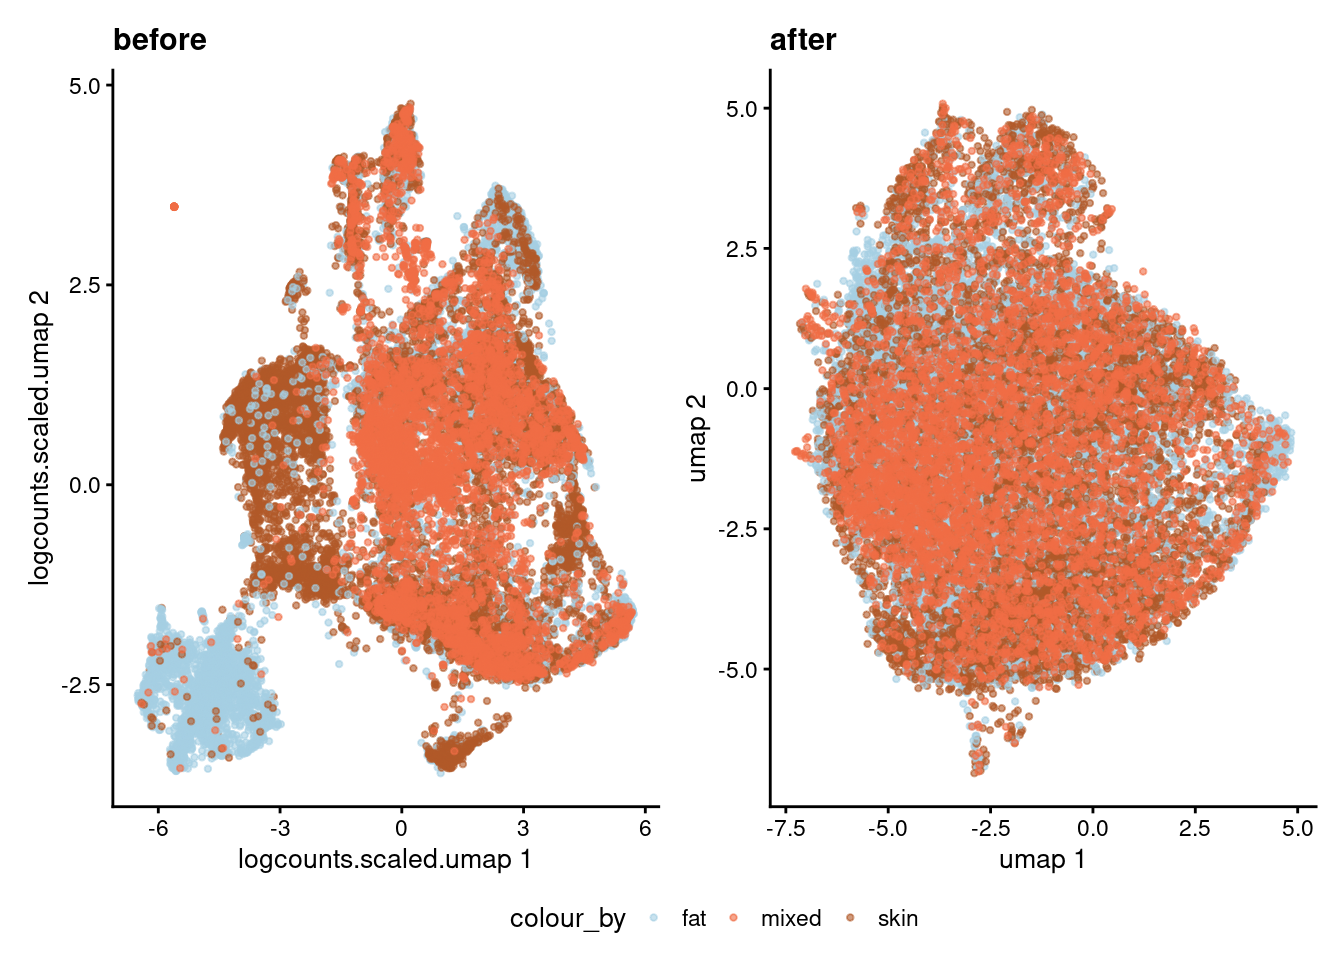 before
5.0
2.5
0.0
-2.5
logcounts.scaled.umap 2
-6 -3 0 3 6
logcounts.scaled.umap 1
after
5.0
2.5
0.0
-2.5
-5.0
umap 2
-7.5 -5.0 -2.5 0.0 2.5 5.0
umap 1
colour_by fat mixed skin